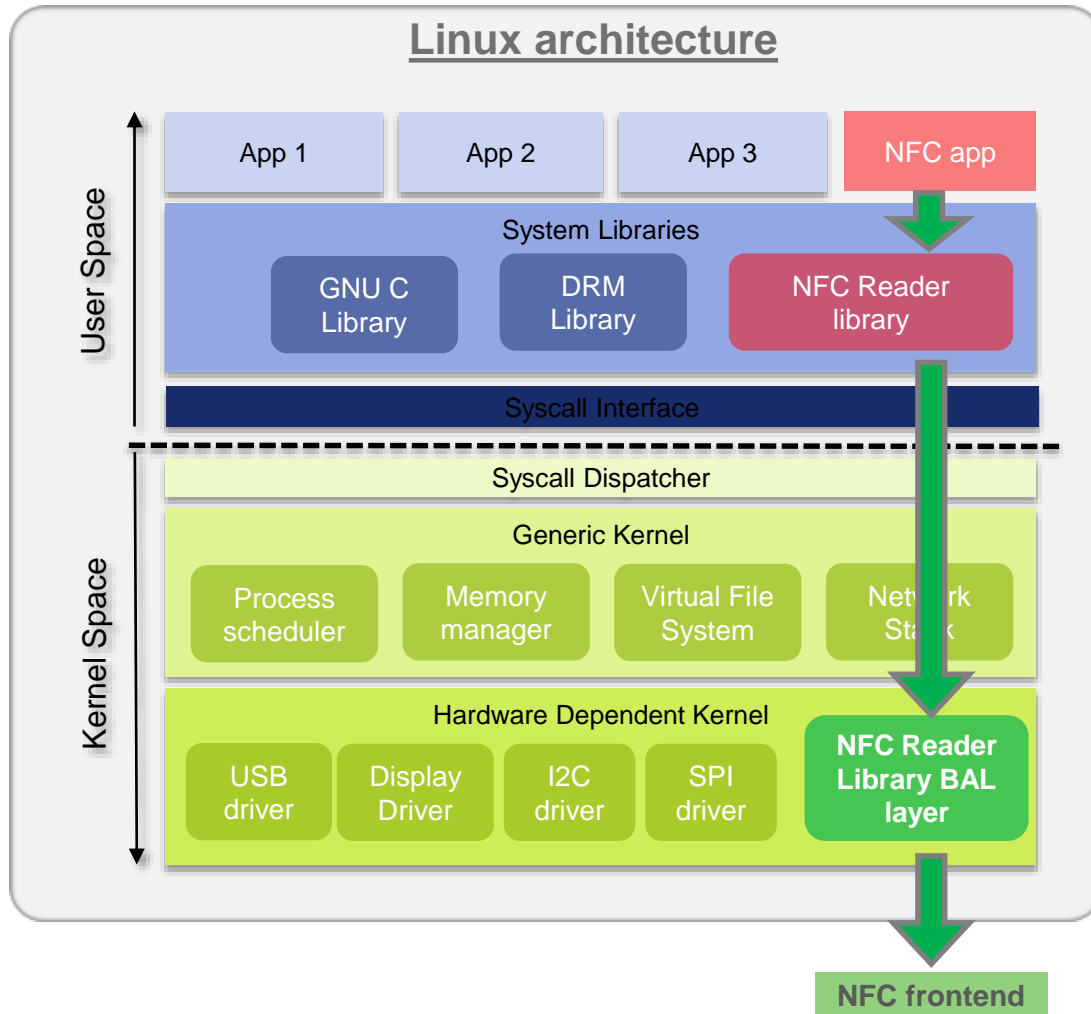 Linux architecture
User Space
App 1
App 2
App 3
NFC app
System Libraries
GNU C
Library
DRM
Library
NFC Reader
library
Syscall Interface
Kernel Space
Syscall Dispatcher
Generic Kernel
Process
scheduler
Memory
manager
Virtual File
System
Network
Stack
Hardware Dependent Kernel
USB
driver
Display
Driver
I2C
driver
SPI
driver
NFC Reader
Library BAL
layer
NFC frontend